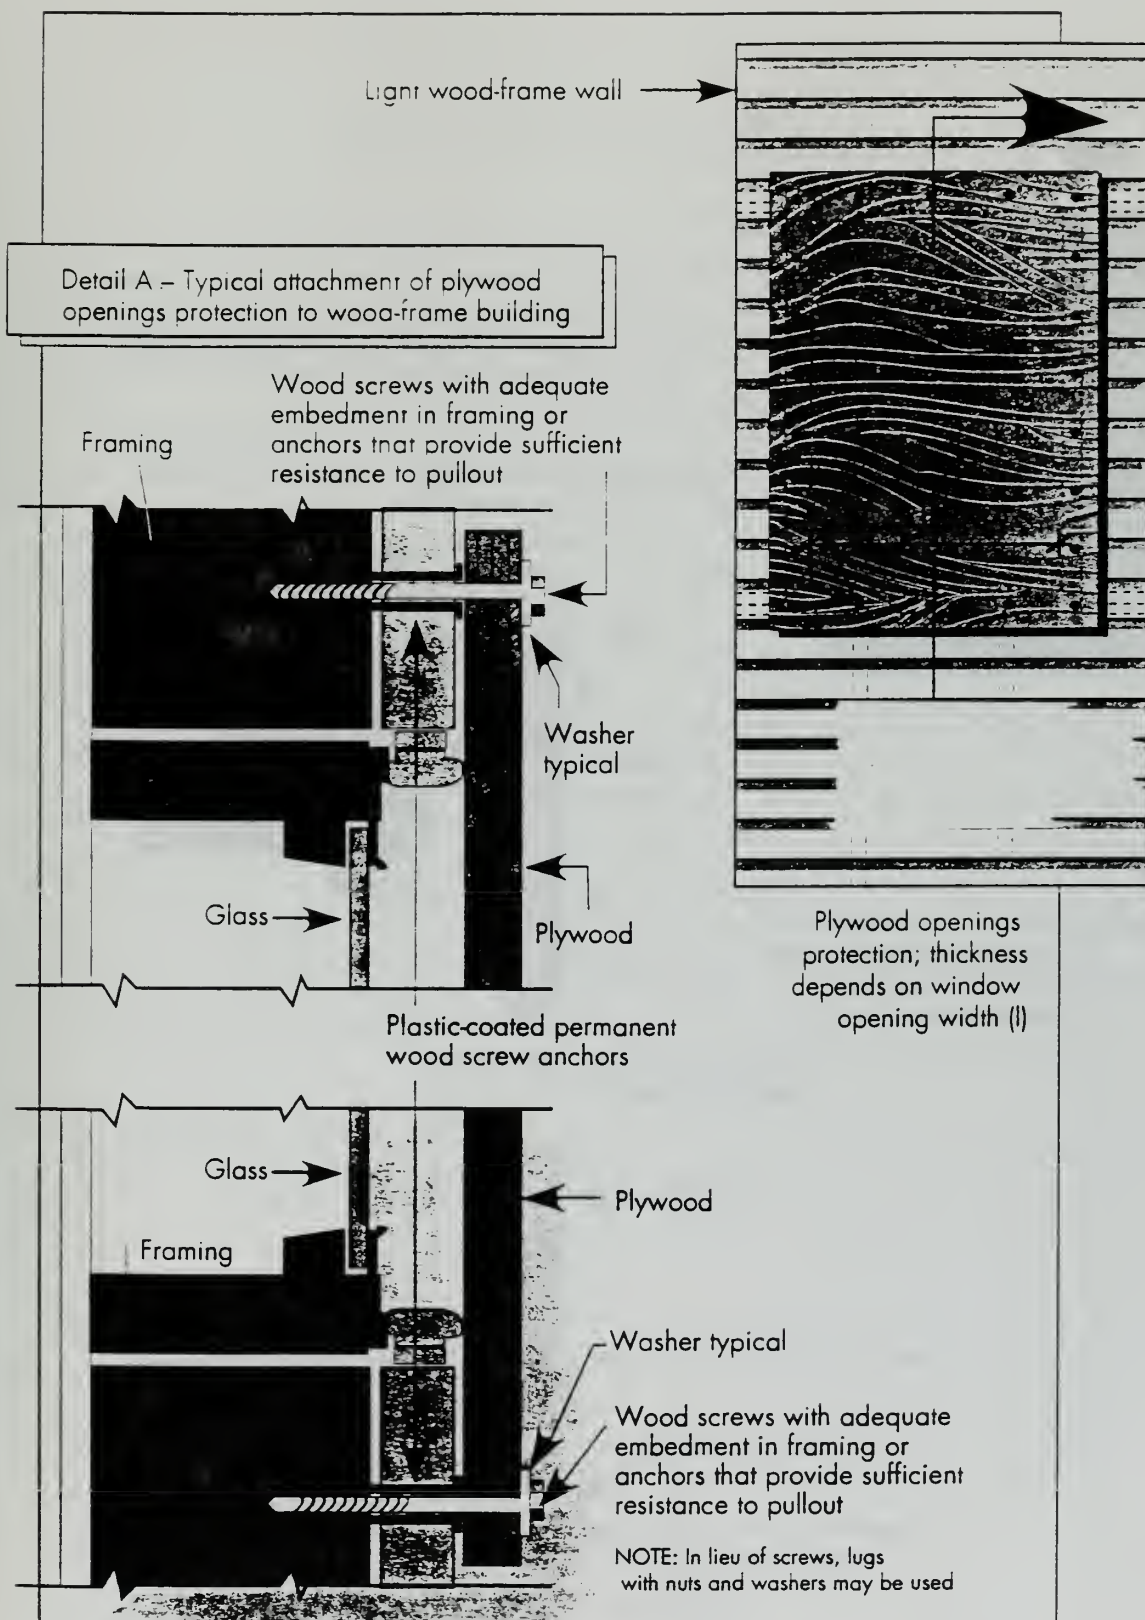 Light wood-frame wall
Detail A – Typical attachment of plywood
openings protection to wood-frame building
Wood screws with adequate
embedment in framing or
anchors that provide sufficient
resistance to pullout
Framing
Washer
typical
Glass
Plywood
Plywood openings
protection; thickness
depends on window
opening width (l)
Plastic-coated permanent
wood screw anchors
Glass
Plywood
Framing
Washer typical
Wood screws with adequate
embedment in framing or
anchors that provide sufficient
resistance to pullout
NOTE: In lieu of screws, lugs
with nuts and washers may be used